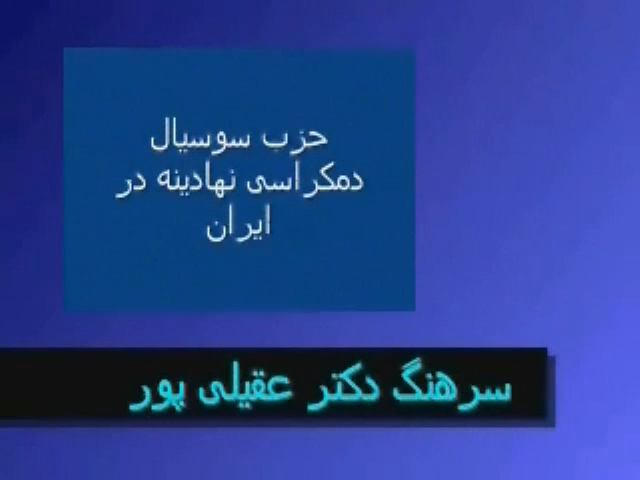 حزب سوسیال
دمکراسی نهادینه در
ایران
سرهنگ دکتر عقیلی پور